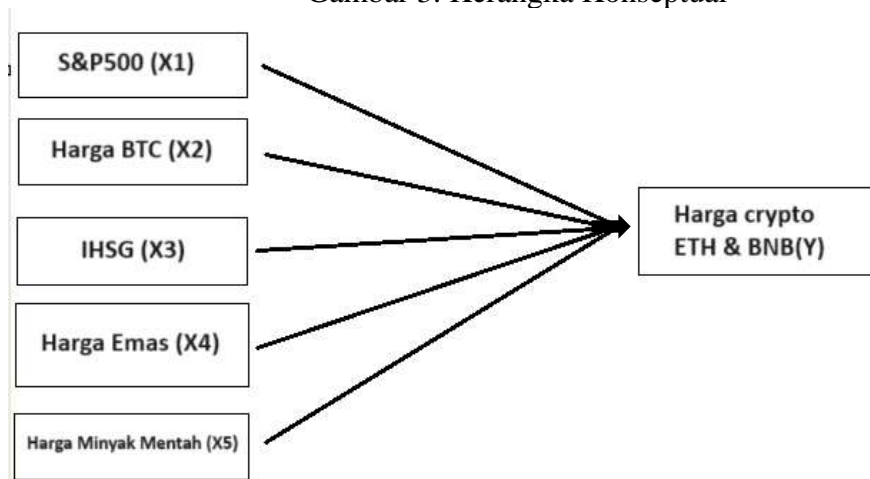 Gambar 3. Kerangka Konseptual
S&P500 (X1)
Harga BTC (X2)
IHSG (X3)
Harga Emas (X4)
Harga Minyak Mentah (X5)
Harga crypto
ETH & BNB(Y)